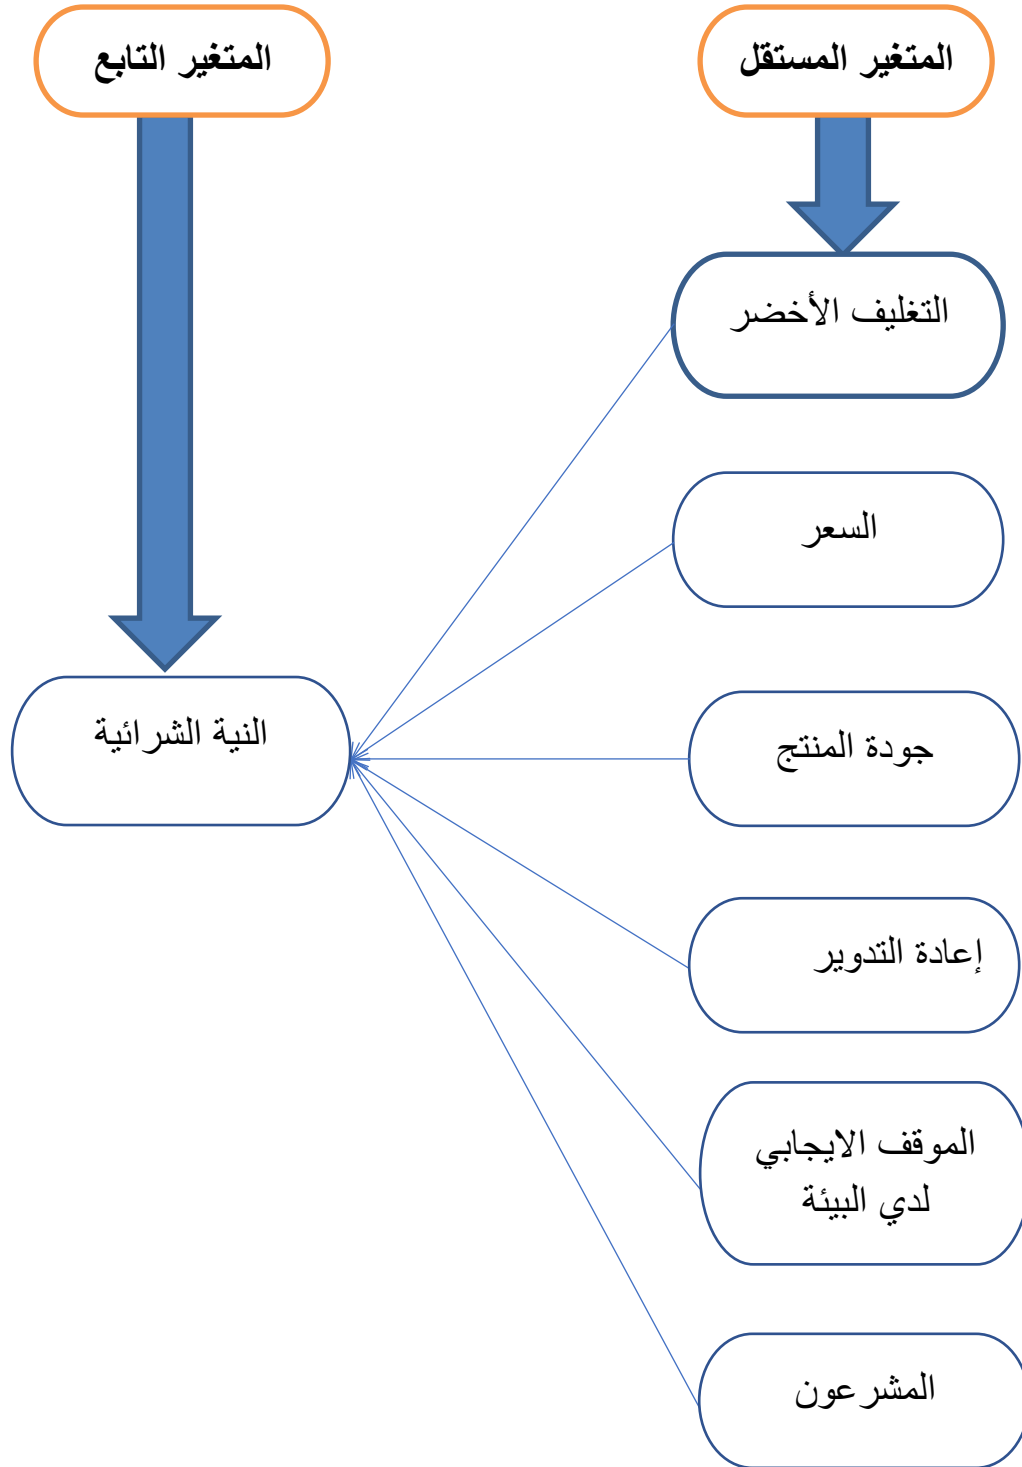 المتغير المستقل
المتغير التابع
التغليف الأخضر
السعر
جودة المنتج
النية الشرائية
إعادة التدوير
الموقف الايجابي
لدي البيئة
المشرعون